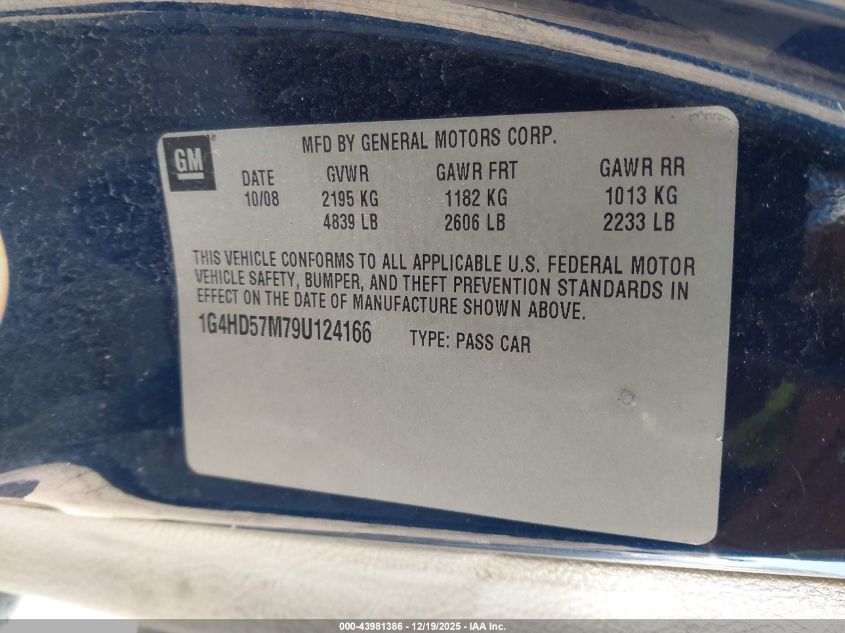 MFD BY GENERAL MOTORS CORP.
GM
DATE GVWR GAWR FRT GAWR RR
10/08 2195 KG 1182 KG 1013 KG
4839 LB 2606 LB 2233 LB
THIS VEHICLE CONFORMS TO ALL APPLICABLE U.S. FEDERAL MOTOR
VEHICLE SAFETY, BUMPER, AND THEFT PREVENTION STANDARDS IN
EFFECT ON THE DATE OF MANUFACTURE SHOWN ABOVE.
1G4HD57M79U124166 TYPE: PASS CAR
000-43981386 - 12/19/2025 - IAA Inc.